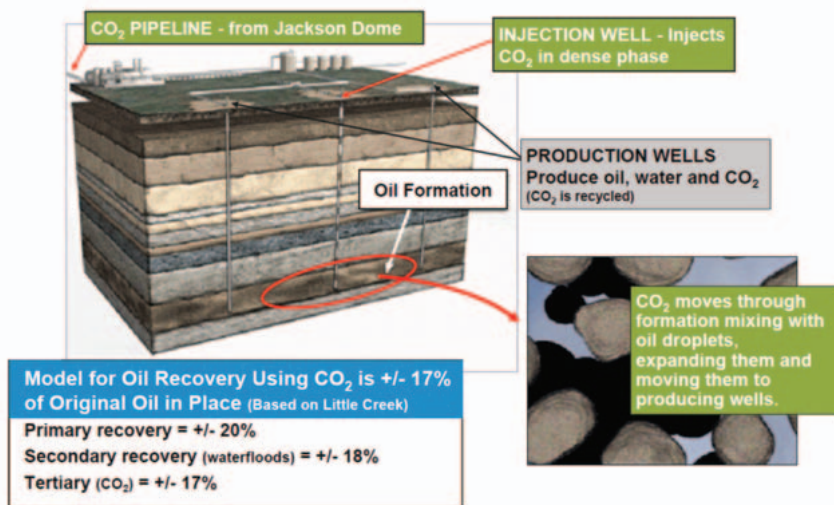 CO₂ PIPELINE - from Jackson Dome
INJECTION WELL - Injects
CO₂ in dense phase
PRODUCTION WELLS
Produce oil, water and CO₂
(CO₂ is recycled)
Oil Formation
CO₂ moves through
formation mixing with
oil droplets,
expanding them and
moving them to
producing wells.
Model for Oil Recovery Using CO₂ is +/- 17%
of Original Oil in Place (Based on Little Creek)
Primary recovery = +/- 20%
Secondary recovery (waterfloods) = +/- 18%
Tertiary (CO₂) = +/- 17%